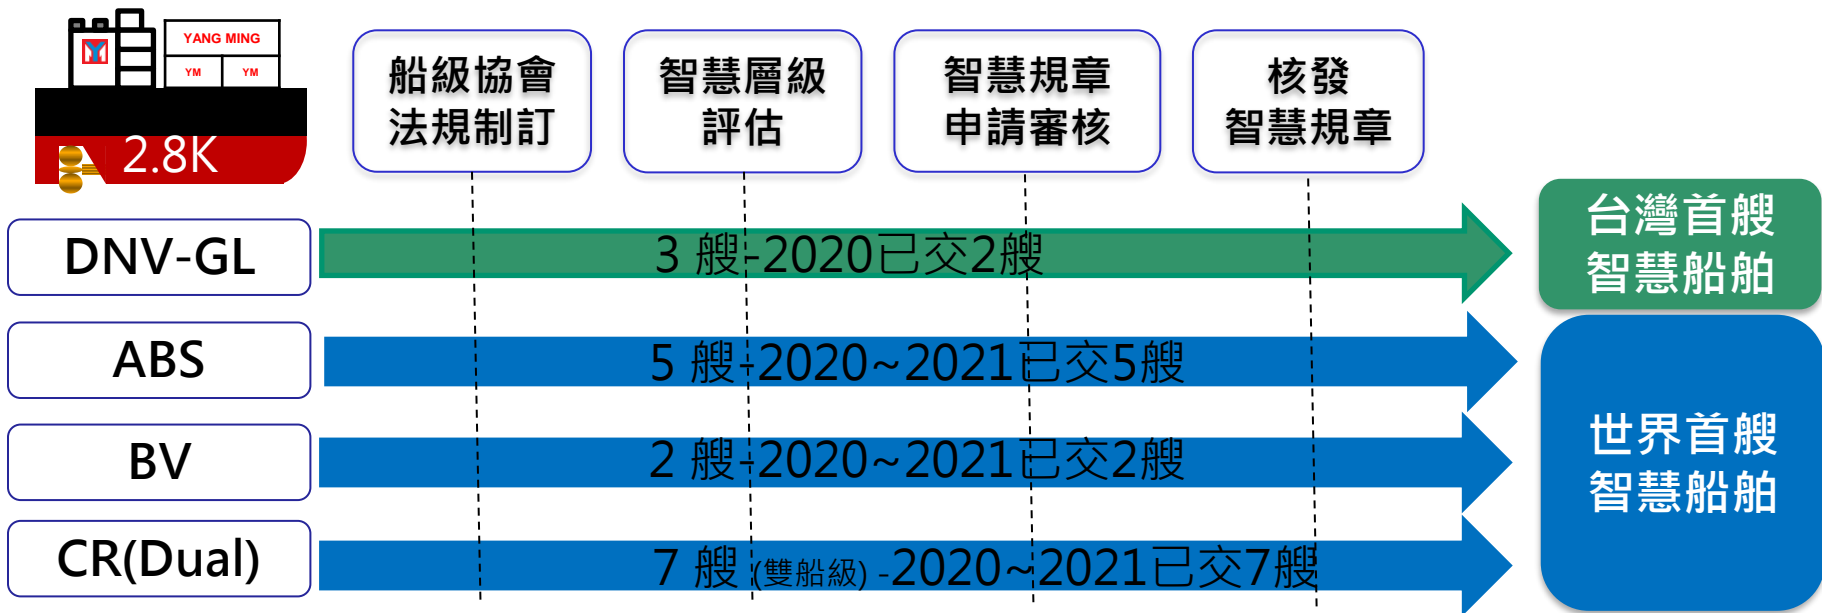 YANG MING
YM YM
2.8K
船級協會
法規制訂
智慧層級
評估
智慧規章
申請審核
核發
智慧規章
DNV-GL
3 艘-2020已交2艘
台灣首艘
智慧船舶
ABS
5 艘-2020~2021已交5艘
BV
2 艘-2020~2021已交2艘
世界首艘
智慧船舶
CR(Dual)
7 艘 (雙船級) -2020~2021已交7艘